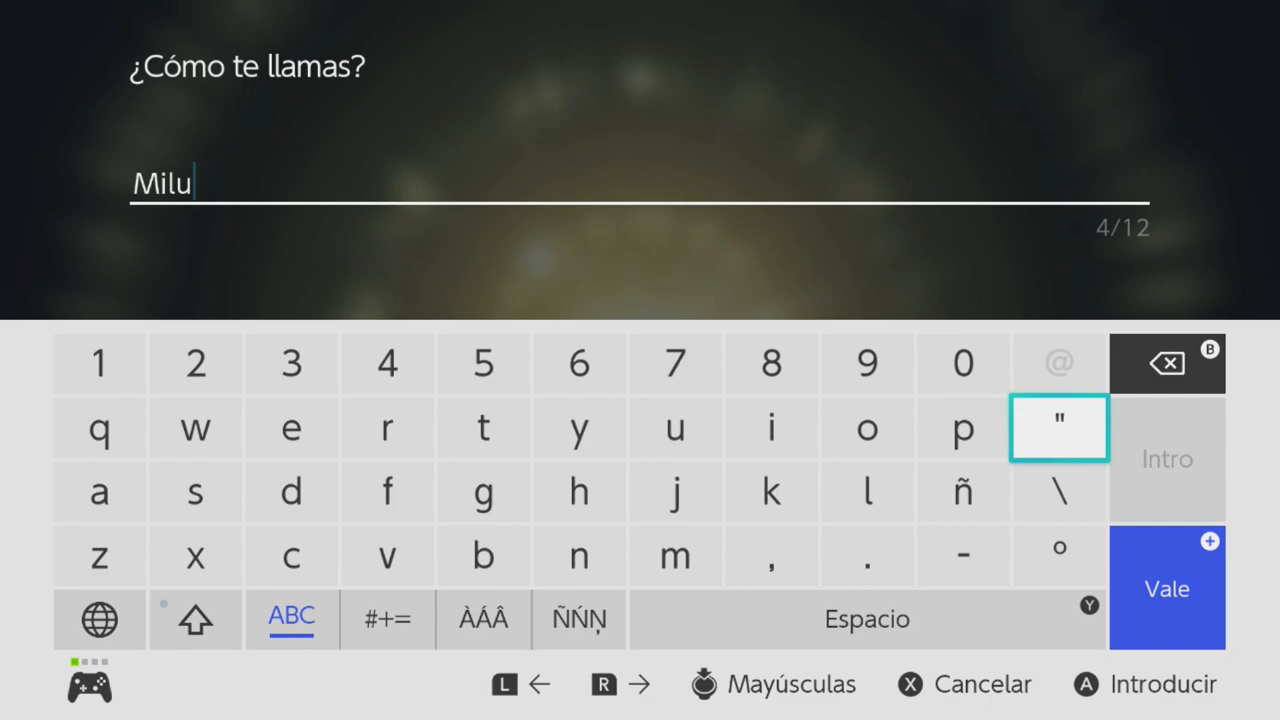 ¿Cómo te llamas?
Milu
4/12
1 2 3 4 5 6 7 8 9 0 @ B
q w e r t y u i o p " Intro
a s d f g h j k l ñ \
z x c v b n m , . - º + Vale
ABC #+= ÀÁÂ ÑŃŅ Espacio Y
L ← R → Mayúsculas X Cancelar A Introducir